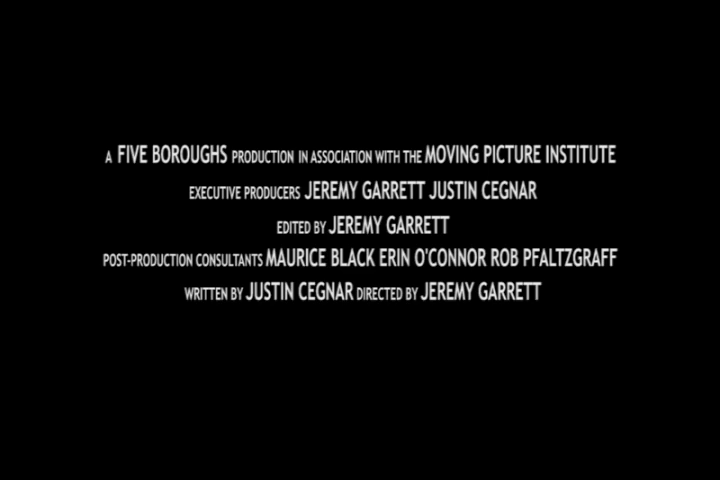 A FIVE BOROUGHS PRODUCTION IN ASSOCIATION WITH THE MOVING PICTURE INSTITUTE
EXECUTIVE PRODUCERS JEREMY GARRETT JUSTIN CEGNAR
EDITED BY JEREMY GARRETT
POST-PRODUCTION CONSULTANTS MAURICE BLACK ERIN O'CONNOR ROB PFALTZGRAFF
WRITTEN BY JUSTIN CEGNAR DIRECTED BY JEREMY GARRETT